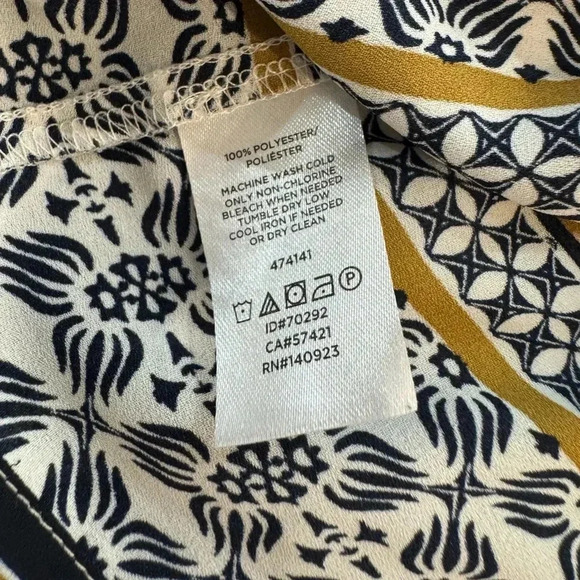 100% POLYESTER/
POLIÉSTER
MACHINE WASH COLD
ONLY NON-CHLORINE
BLEACH WHEN NEEDED
TUMBLE DRY LOW
COOL IRON IF NEEDED
OR DRY CLEAN
474141
P
ID#70292
CA#57421
RN#140923